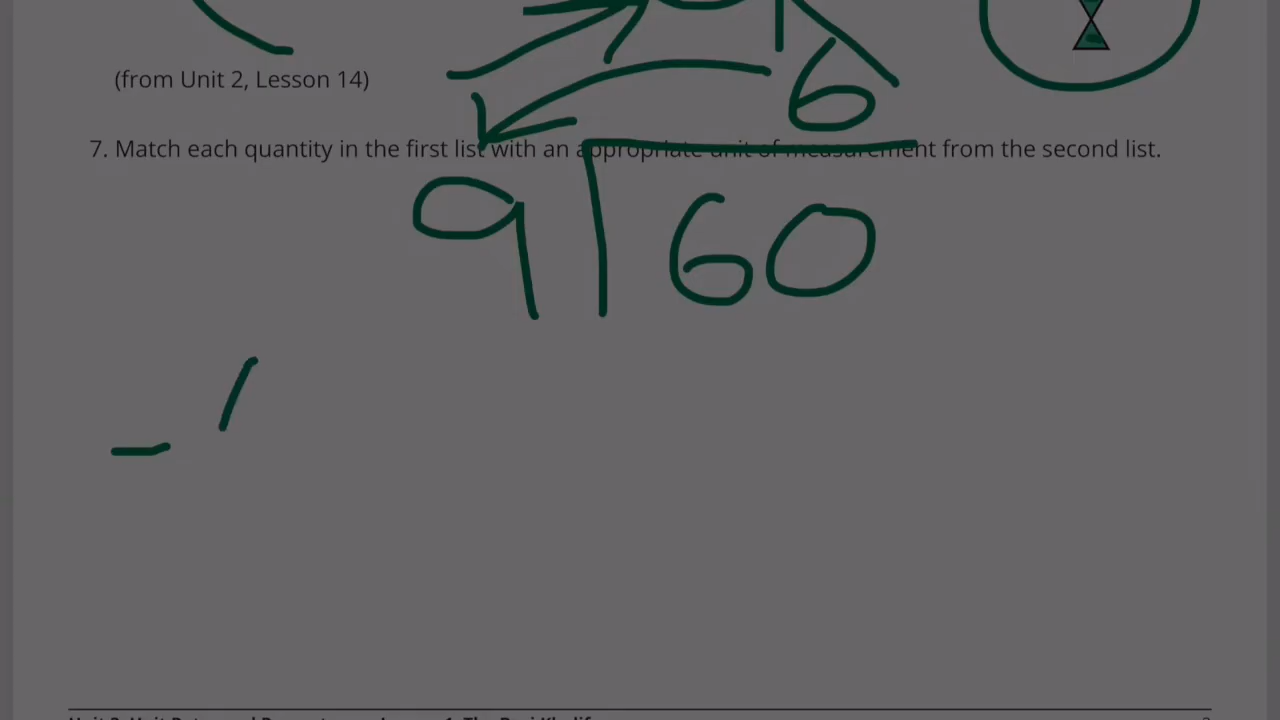 (from Unit 2, Lesson 14)
6
7. Match each quantity in the first list with an appropriate unit of measurement from the second list.
9 60